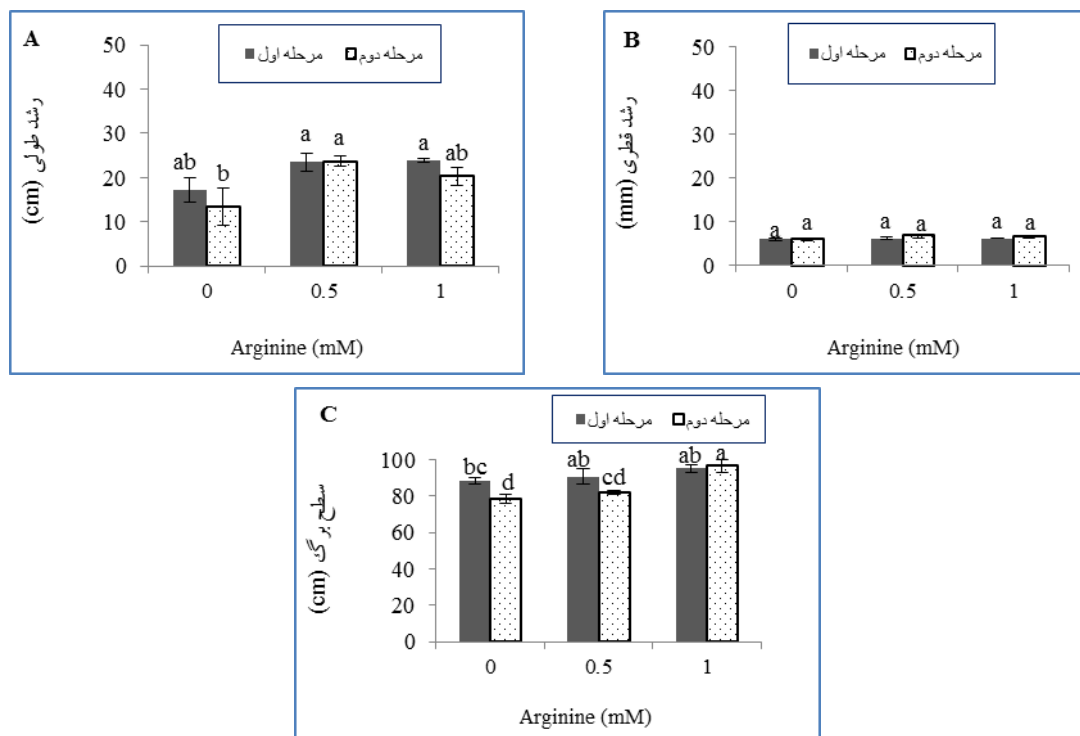 A
مرحله اول مرحله دوم
50
40
30
20
10
0
رشد طولی (cm)
ab b a a a ab
0 0.5 1
Arginine (mM)
B
مرحله اول مرحله دوم
50
40
30
20
10
0
رشد قطری (mm)
a a a a a a
0 0.5 1
Arginine (mM)
C
مرحله اول مرحله دوم
100
80
60
40
20
0
سطح برگ (cm)
bc d ab cd ab a
0 0.5 1
Arginine (mM)